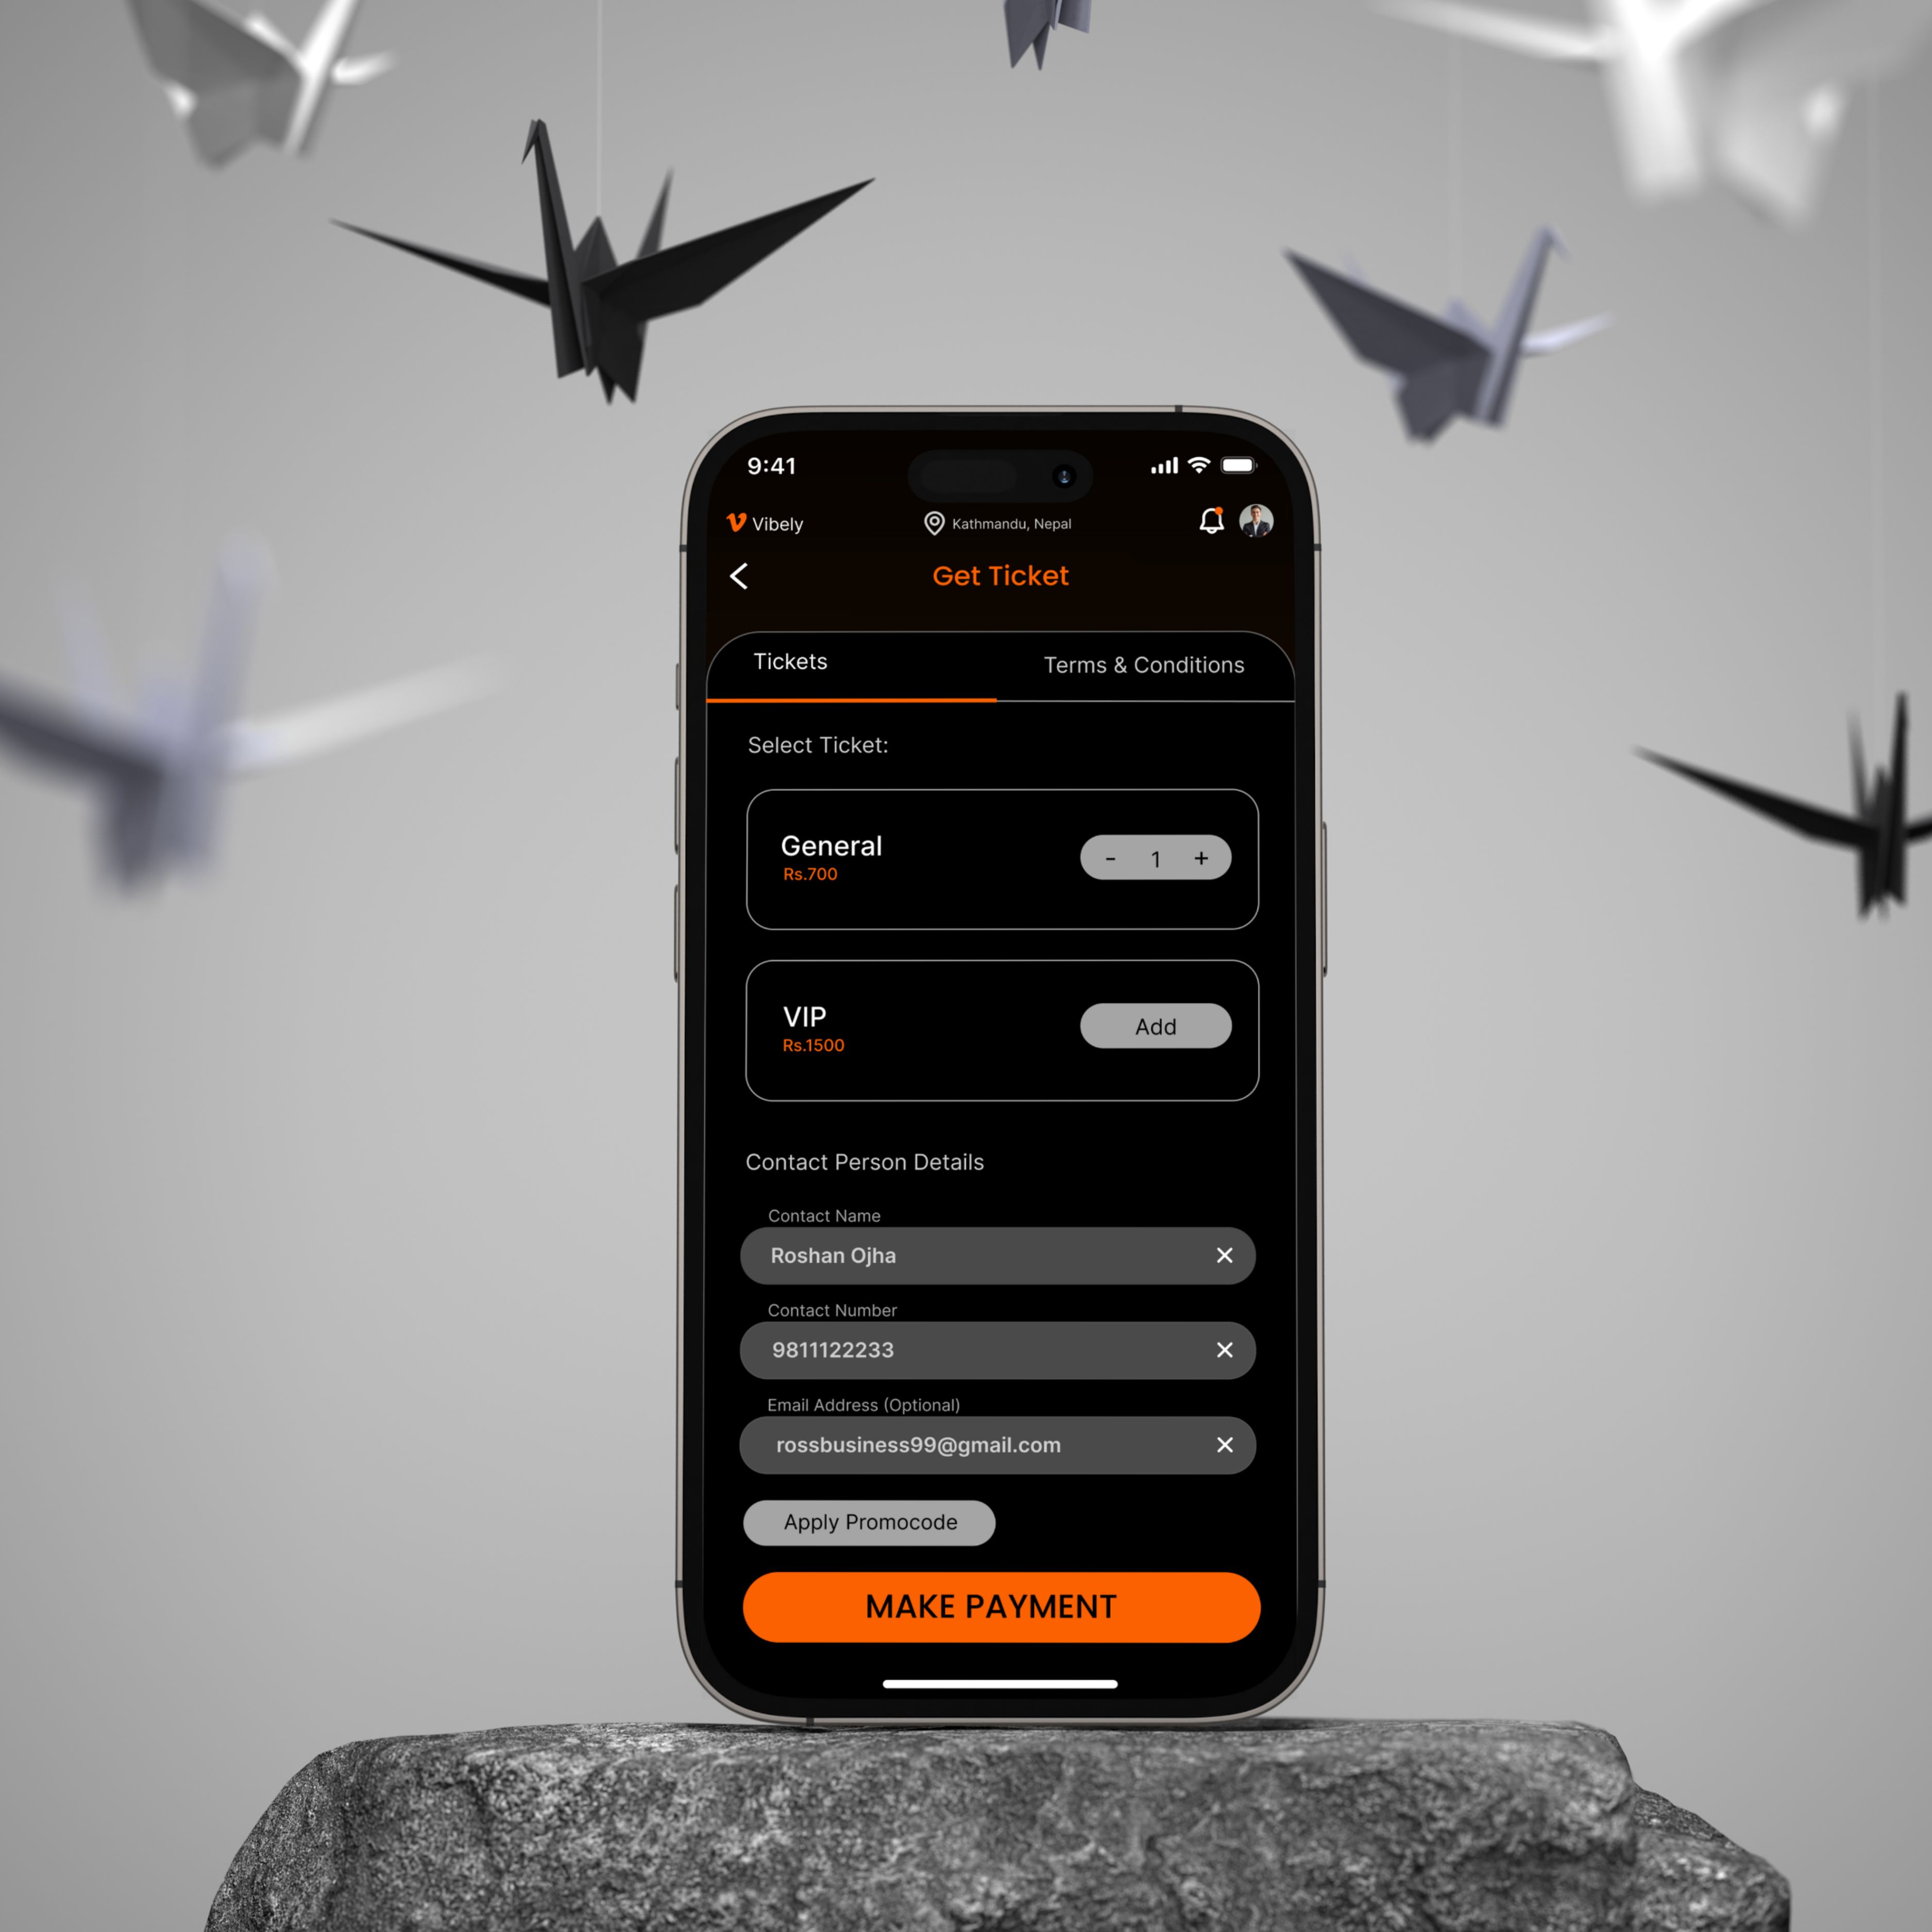 9:41
Vibely
Kathmandu, Nepal
Get Ticket
Tickets
Terms & Conditions
Select Ticket:
General
Rs.700
- 1 +
VIP
Rs.1500
Add
Contact Person Details
Contact Name
Roshan Ojha
Contact Number
9811122233
Email Address (Optional)
rossbusiness99@gmail.com
Apply Promocode
MAKE PAYMENT